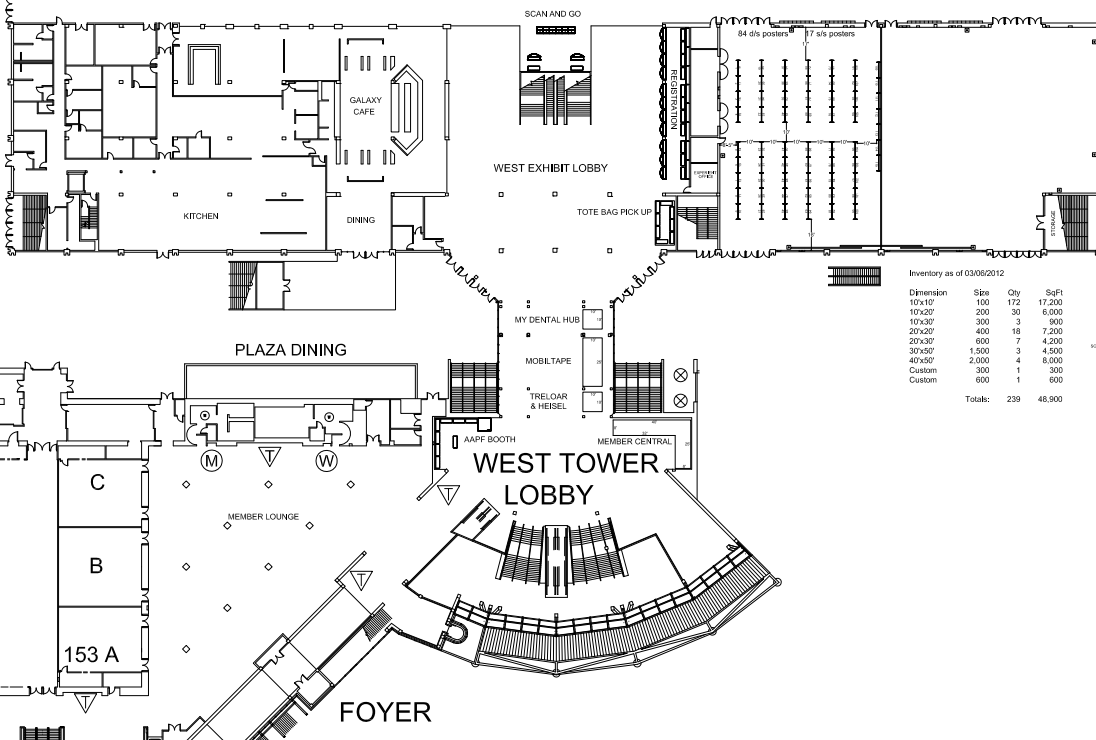 SCAN AND GO
84 d/s posters
17 s/s posters
REGISTRATION
GALAXY
CAFE
WEST EXHIBIT LOBBY
EXPERIENT
OFFICE
KITCHEN
DINING
TOTE BAG PICK UP
STORAGE
Inventory as of 03/06/2012
Dimension Size Qty SqFt
10'x10' 100 172 17,200
10'x20' 200 30 6,000
10'x30' 300 3 900
20'x20' 400 18 7,200
20'x30' 600 7 4,200
30'x50' 1,500 3 4,500
40'x50' 2,000 4 8,000
Custom 300 1 300
Custom 600 1 600
Totals: 239 48,900
MY DENTAL HUB
MOBILTAPE
TRELOAR
& HEISEL
PLAZA DINING
AAPF BOOTH
MEMBER CENTRAL
M
T
W
WEST TOWER
LOBBY
T
C
MEMBER LOUNGE
B
T
153 A
T
FOYER